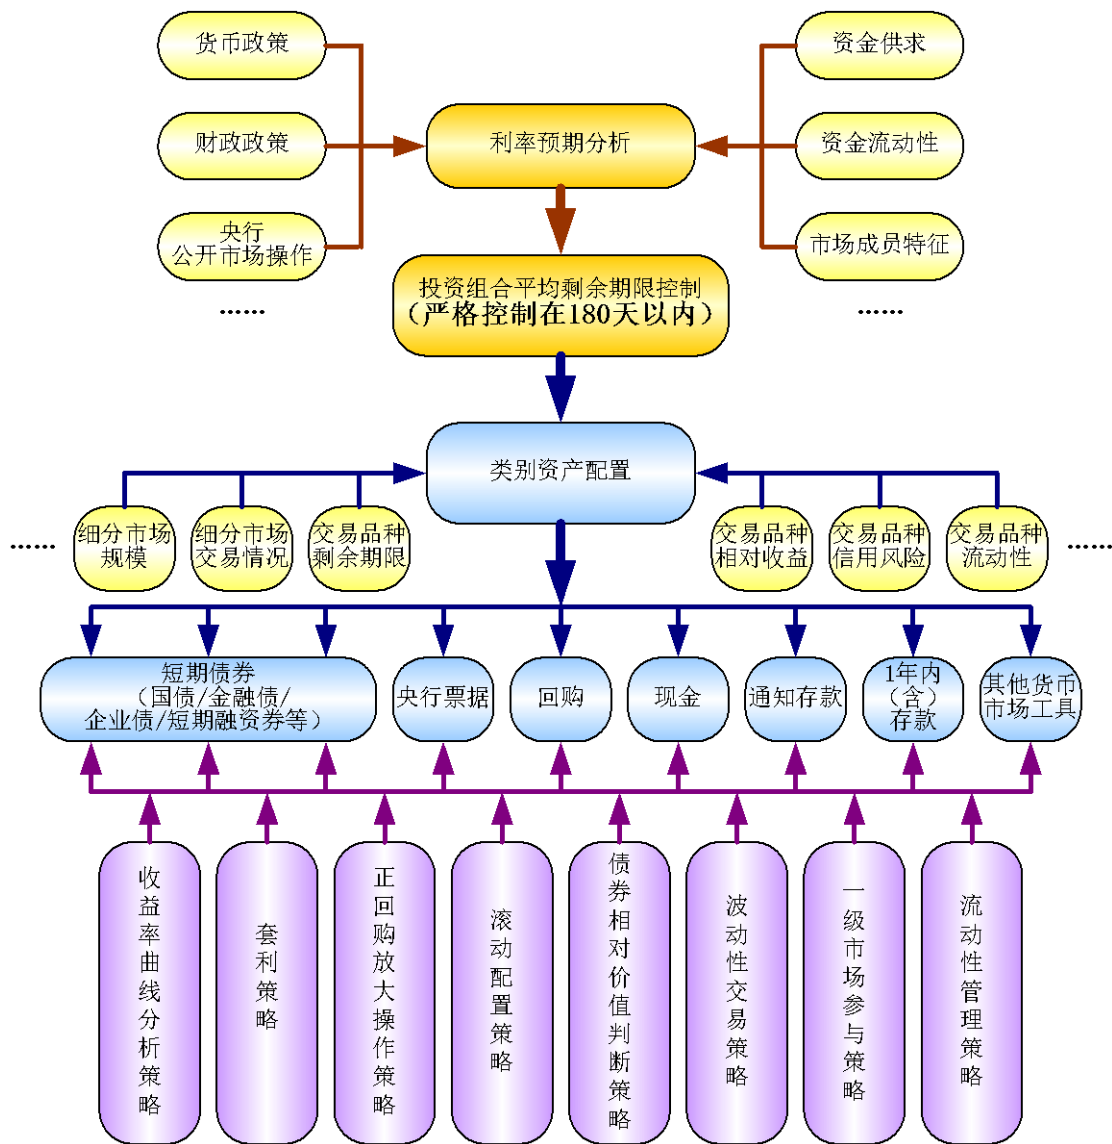 货币政策
资金供求
财政政策
利率预期分析
资金流动性
央行
公开市场操作
市场成员特征
……
投资组合平均剩余期限控制
（严格控制在180天以内）
……
类别资产配置
……
细分市场
规模
细分市场
交易情况
交易品种
剩余期限
交易品种
相对收益
交易品种
信用风险
交易品种
流动性
……
短期债券
（国债/金融债/
企业债/短期融资券等）
央行票据
回购
现金
通知存款
1年内
（含）
存款
其他货币
市场工具
收益率曲线分析策略
套利策略
正回购放大操作策略
滚动配置策略
债券相对价值判断策略
波动性交易策略
一级市场参与策略
流动性管理策略